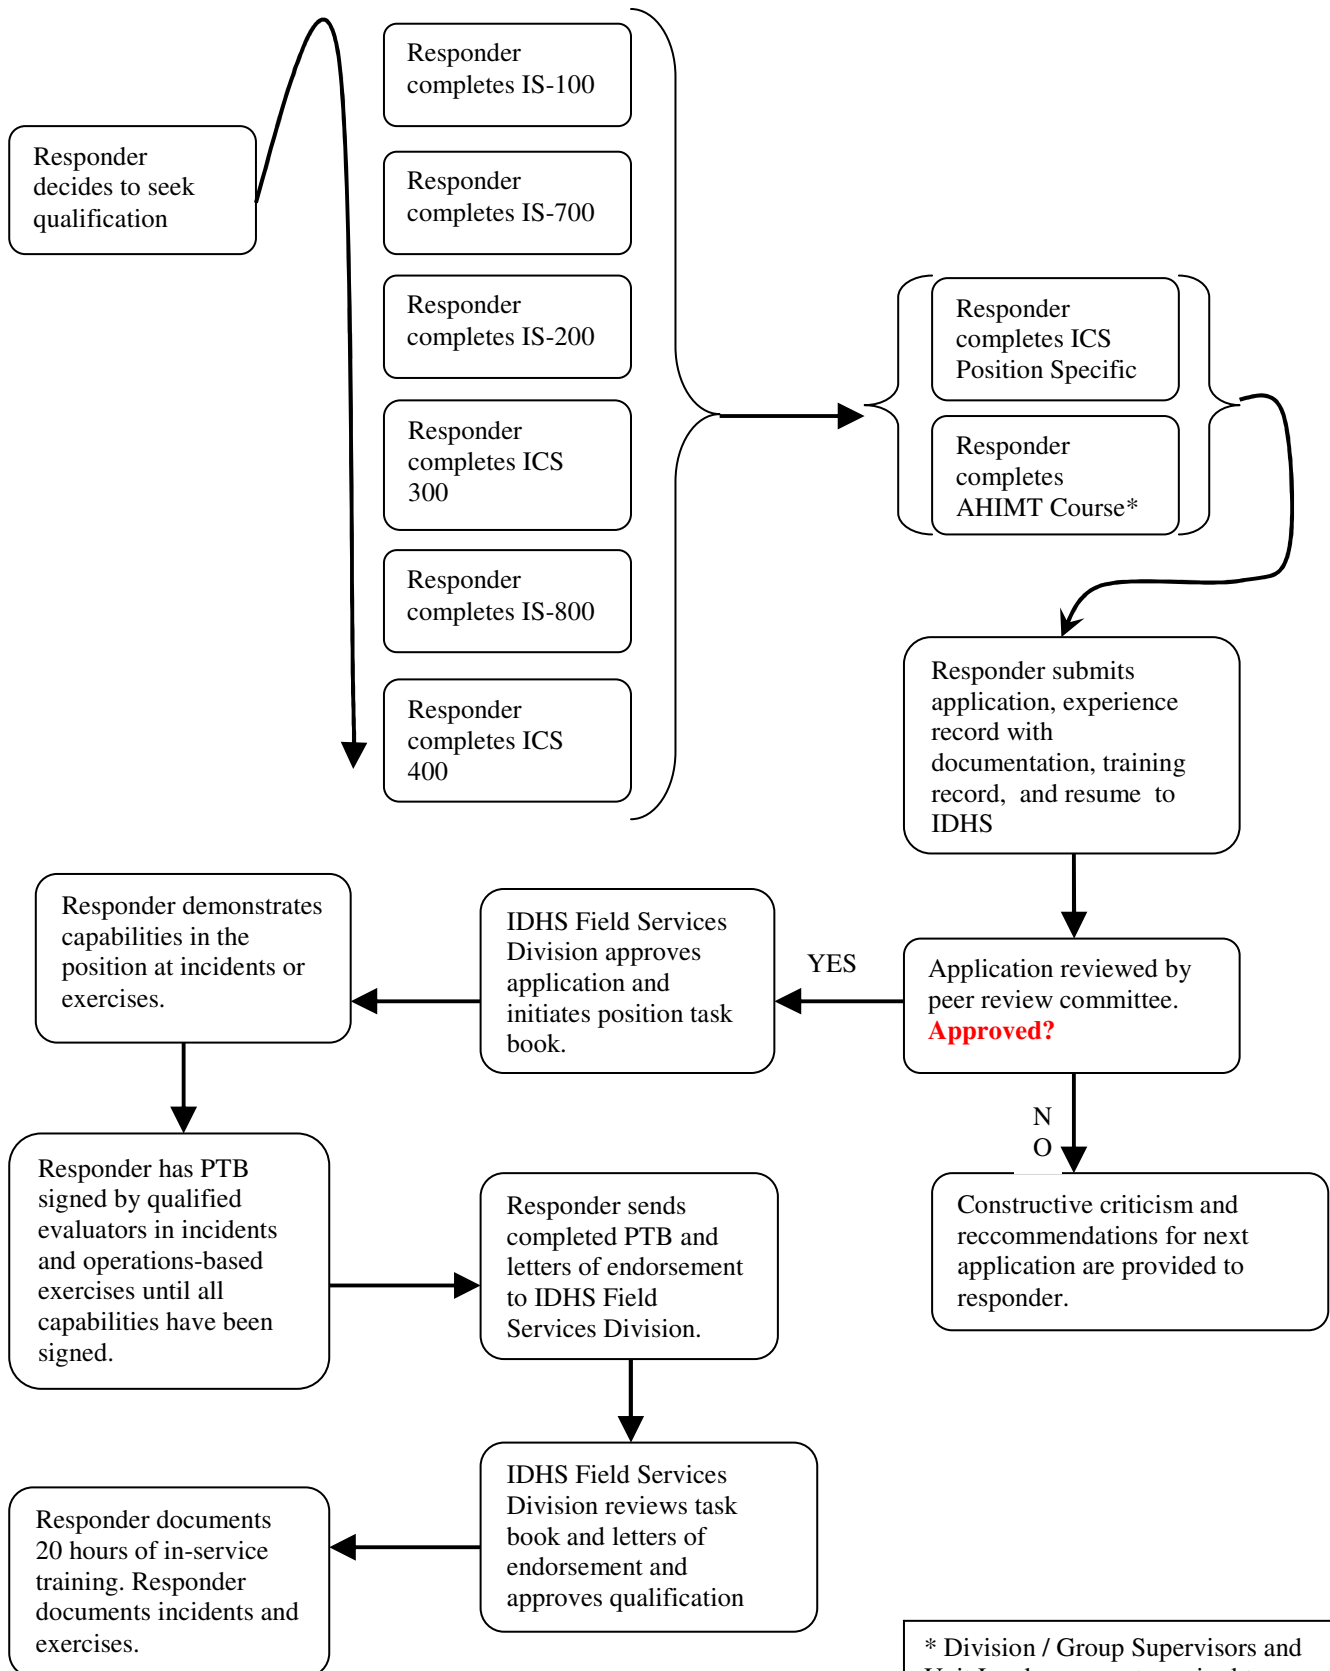 Responder
decides to seek
qualification
Responder
completes IS-100
Responder
completes IS-700
Responder
completes IS-200
Responder
completes ICS
300
Responder
completes IS-800
Responder
completes ICS
400
Responder
completes ICS
Position Specific
Responder
completes
AHIMT Course*
Responder submits
application, experience
record with
documentation, training
record, and resume to
IDHS
Application reviewed by
peer review committee.
Approved?
YES
N
O
Constructive criticism and
reccommendations for next
application are provided to
responder.
IDHS Field Services
Division approves
application and
initiates position task
book.
Responder demonstrates
capabilities in the
position at incidents or
exercises.
Responder has PTB
signed by qualified
evaluators in incidents
and operations-based
exercises until all
capabilities have been
signed.
Responder sends
completed PTB and
letters of endorsement
to IDHS Field
Services Division.
IDHS Field Services
Division reviews task
book and letters of
endorsement and
approves qualification
Responder documents
20 hours of in-service
training. Responder
documents incidents and
exercises.
* Division / Group Supervisors and